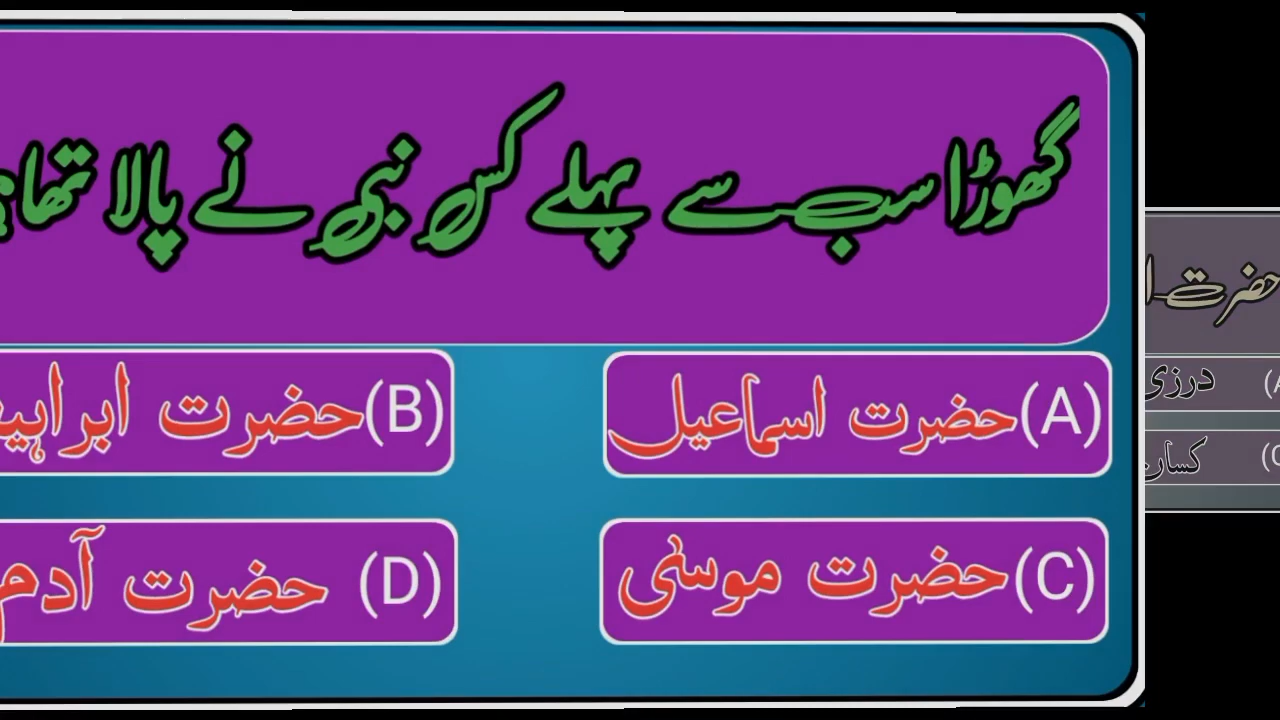 گھوڑا سب سے پہلے کس نبی نے پالا تھا
(A)حضرت اسماعیل
(B)حضرت
(C)حضرت موسیٰ
(D) حضرت آدم
حضرت
درزی
کسان